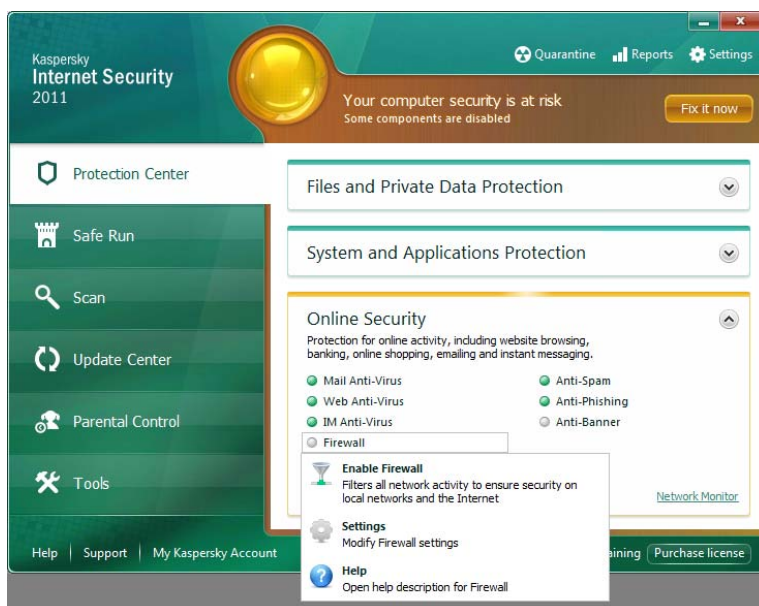 Kaspersky
Internet Security
2011
Quarantine
Reports
Settings
Your computer security is at risk
Some components are disabled
Fix it now
Protection Center
Safe Run
Scan
Update Center
Parental Control
Tools
Files and Private Data Protection
System and Applications Protection
Online Security
Protection for online activity, including website browsing,
banking, online shopping, emailing and instant messaging.
Mail Anti-Virus
Anti-Spam
Web Anti-Virus
Anti-Phishing
IM Anti-Virus
Anti-Banner
Firewall
Enable Firewall
Filters all network activity to ensure security on
local networks and the Internet
Settings
Modify Firewall settings
Help
Open help description for Firewall
Network Monitor
Help
Support
My Kaspersky Account
aining
Purchase license